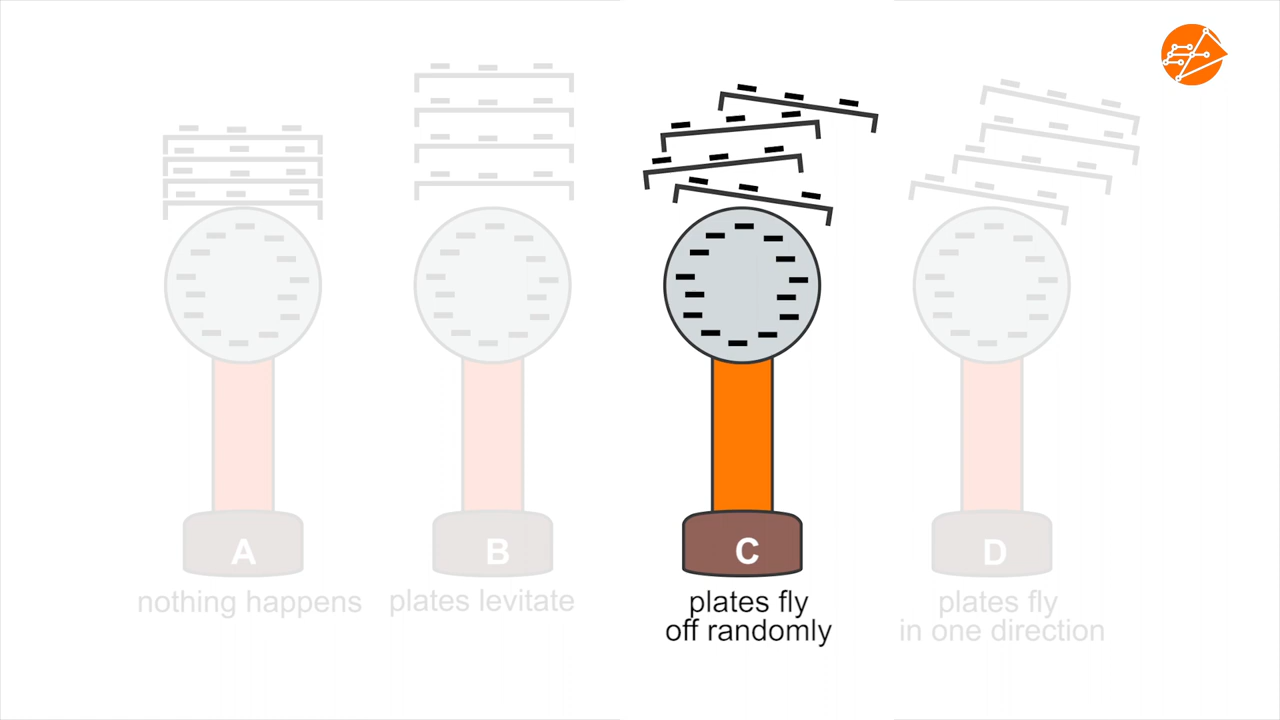 A
B
C
D
nothing happens
plates levitate
plates fly
off randomly
plates fly
in one direction